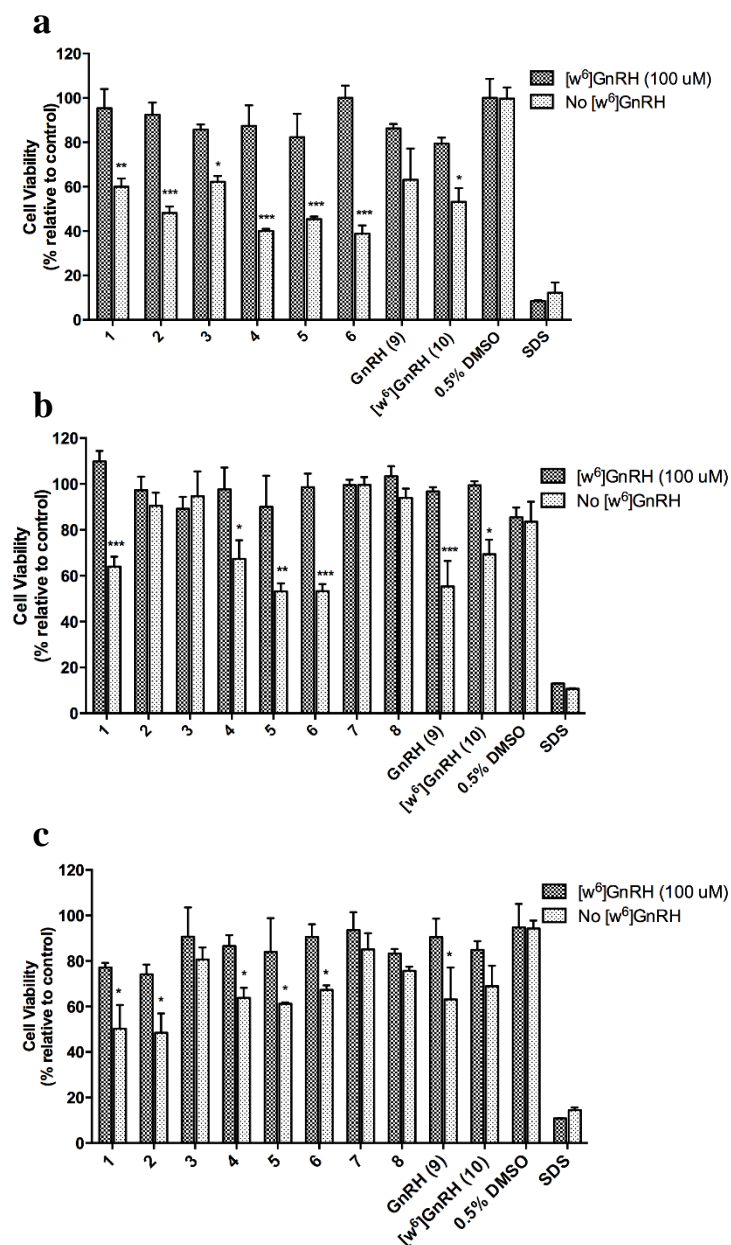 a
120
100
80
60
40
20
0
Cell Viability
(% relative to control)
[w⁶]GnRH (100 uM)
No [w⁶]GnRH
** *** * *** *** *** *
1 2 3 4 5 6 GnRH (9) [w⁶]GnRH (10) 0.5% DMSO SDS
b
120
100
80
60
40
20
0
Cell Viability
(% relative to control)
[w⁶]GnRH (100 uM)
No [w⁶]GnRH
*** * ** *** *** *
1 2 3 4 5 6 7 8 GnRH (9) [w⁶]GnRH (10) 0.5% DMSO SDS
c
120
100
80
60
40
20
0
Cell Viability
(% relative to control)
[w⁶]GnRH (100 uM)
No [w⁶]GnRH
* * * * * *
1 2 3 4 5 6 7 8 GnRH (9) [w⁶]GnRH (10) 0.5% DMSO SDS